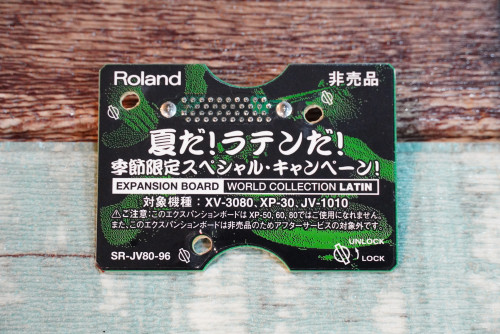 Roland
非売品
夏だ!ラテンだ!
季節限定スペシャル・キャンペーン!
EXPANSION BOARD WORLD COLLECTION LATIN
対象機種：XV-3080、XP-30、JV-1010
⚠ご注意：このエクスパンションボードは XP-50, 60, 80ではご使用になれません。
また、このエクスパンションボードは非売品のためアフターサービスの対象外です。
UNLOCK
SR-JV80-96
LOCK